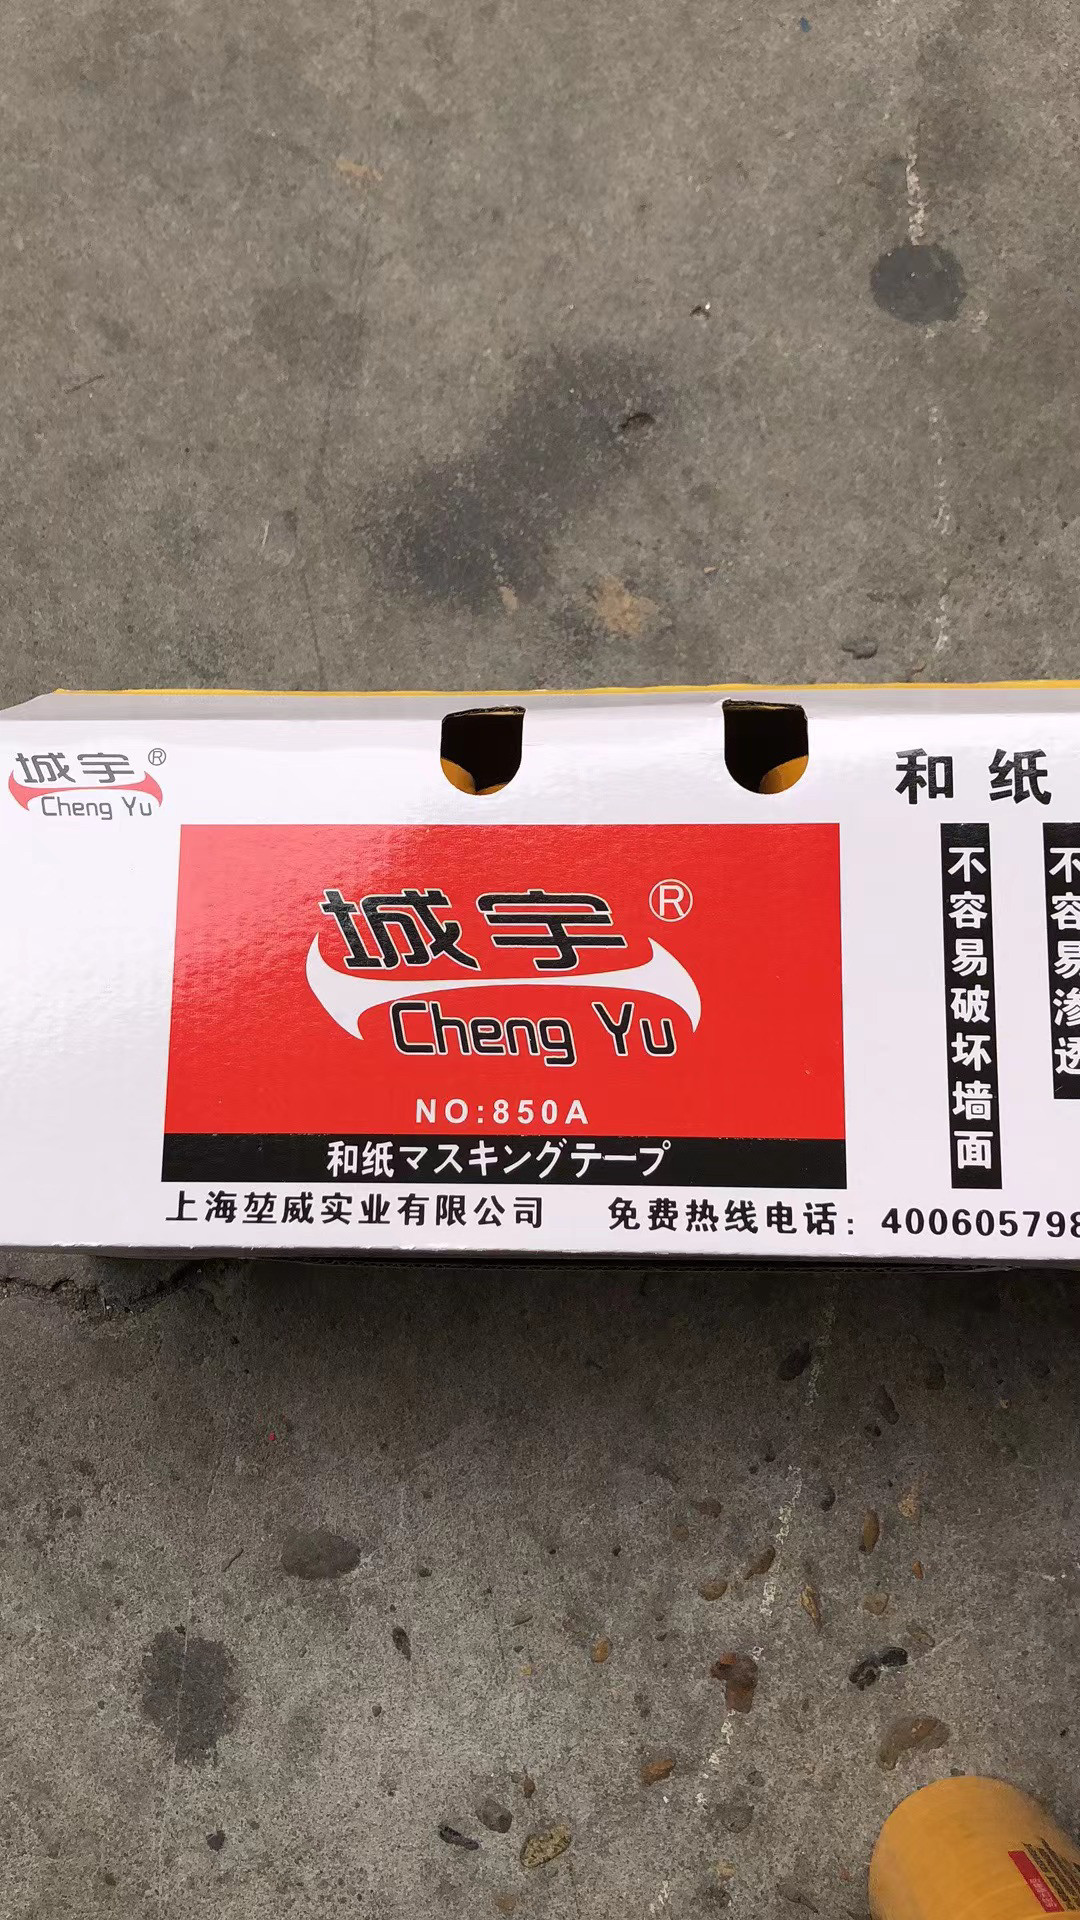 城宇®
Cheng Yu
和纸
城宇®
Cheng Yu
NO:850A
和纸マスキングテープ
不容易破坏墙面
不容易渗透
上海堃威实业有限公司 免费热线电话: 400605798